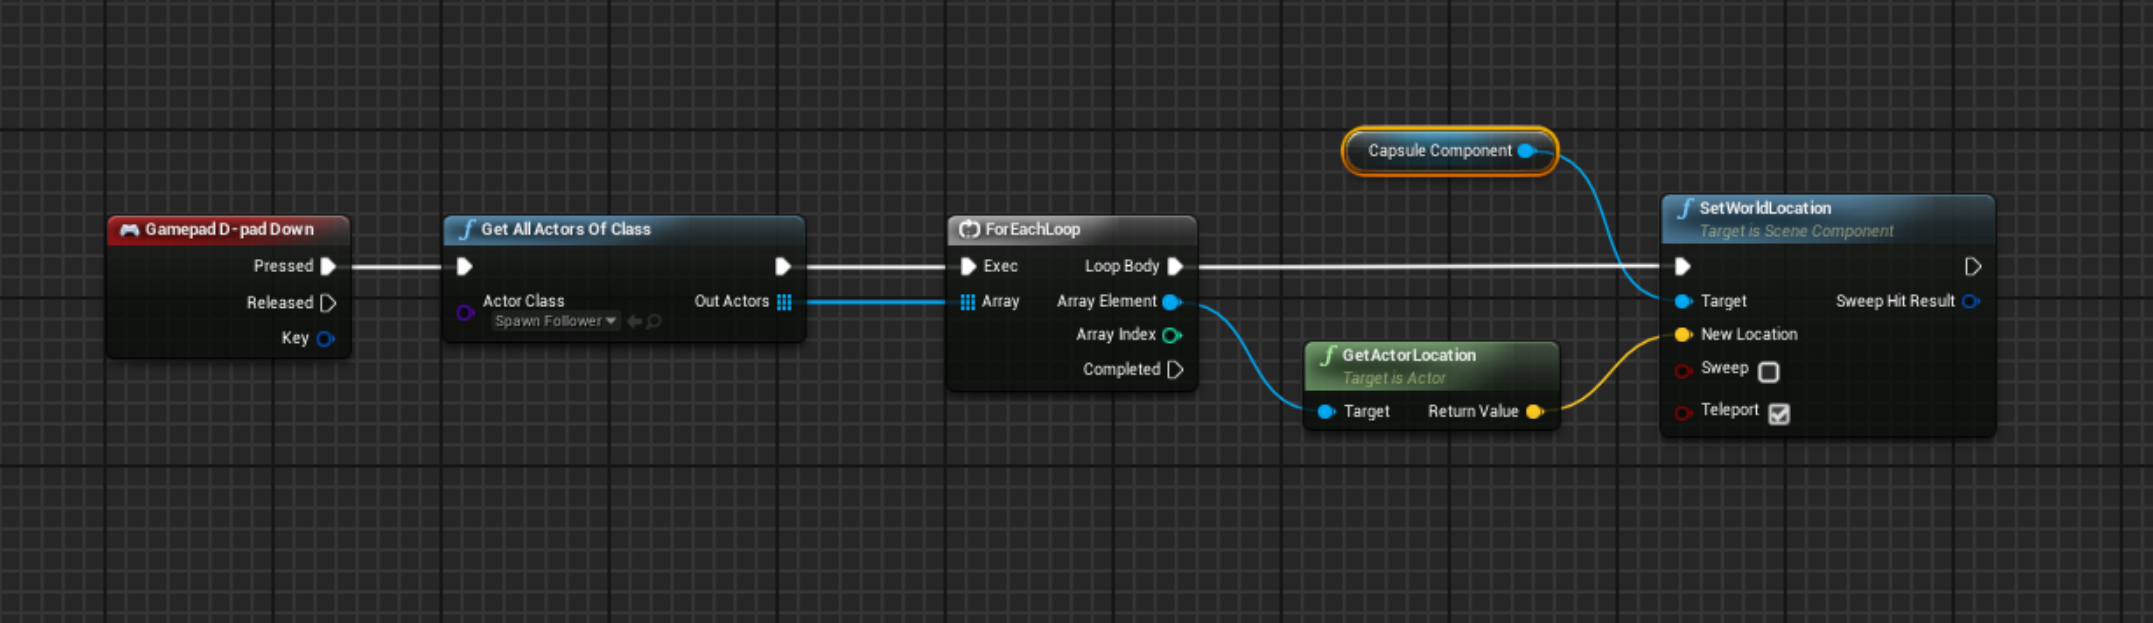 Gamepad D-pad Down
Pressed
Released
Key
f Get All Actors Of Class
Actor Class
Spawn Follower
Out Actors
ForEachLoop
Exec
Loop Body
Array
Array Element
Array Index
Completed
Capsule Component
f GetActorLocation
Target is Actor
Target
Return Value
f SetWorldLocation
Target is Scene Component
Target
Sweep Hit Result
New Location
Sweep
Teleport